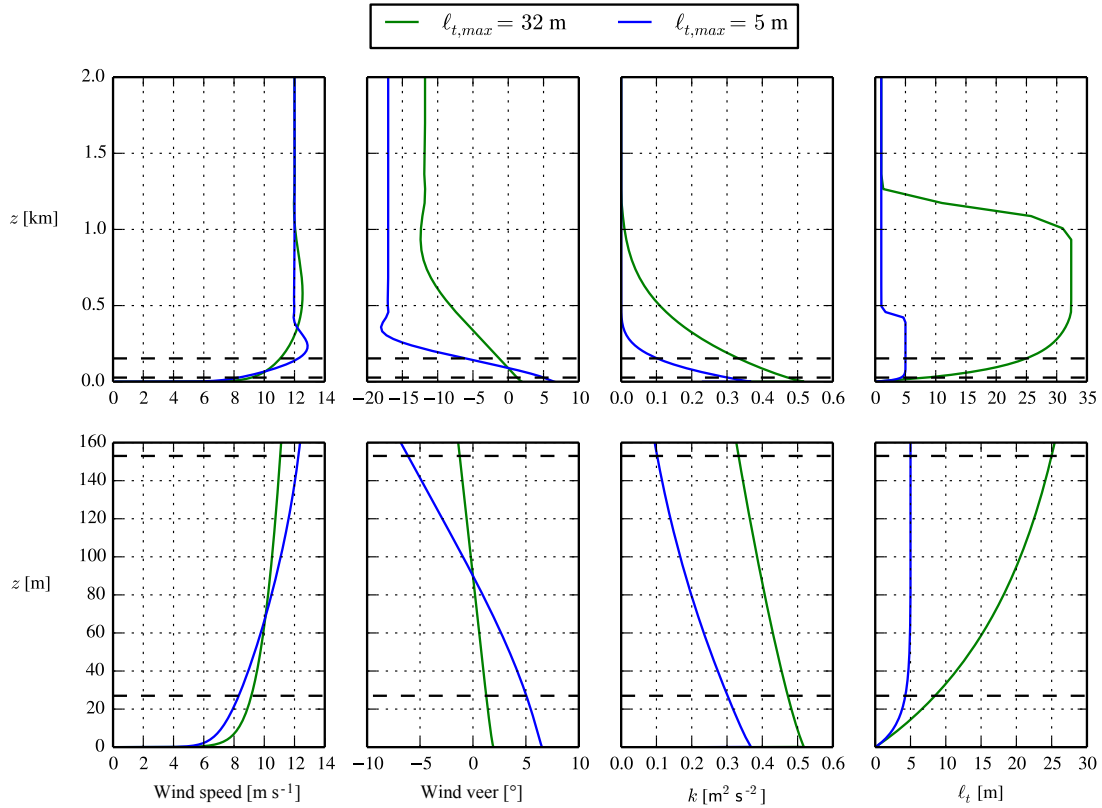 ℓt,max = 32 m ℓt,max = 5 m
2.0
1.5
z [km] 1.0
0.5
0.0
0 2 4 6 8 10 12 14 −20 −15 −10 −5 0 5 10 0.0 0.1 0.2 0.3 0.4 0.5 0.6 0 5 10 15 20 25 30 35
160
140
120
100
z [m] 80
60
40
20
0
0 2 4 6 8 10 12 14 −10 −5 0 5 10 0.0 0.1 0.2 0.3 0.4 0.5 0.6 0 5 10 15 20 25 30
Wind speed [m s-1] Wind veer [°] k [m2 s-2] ℓt [m]